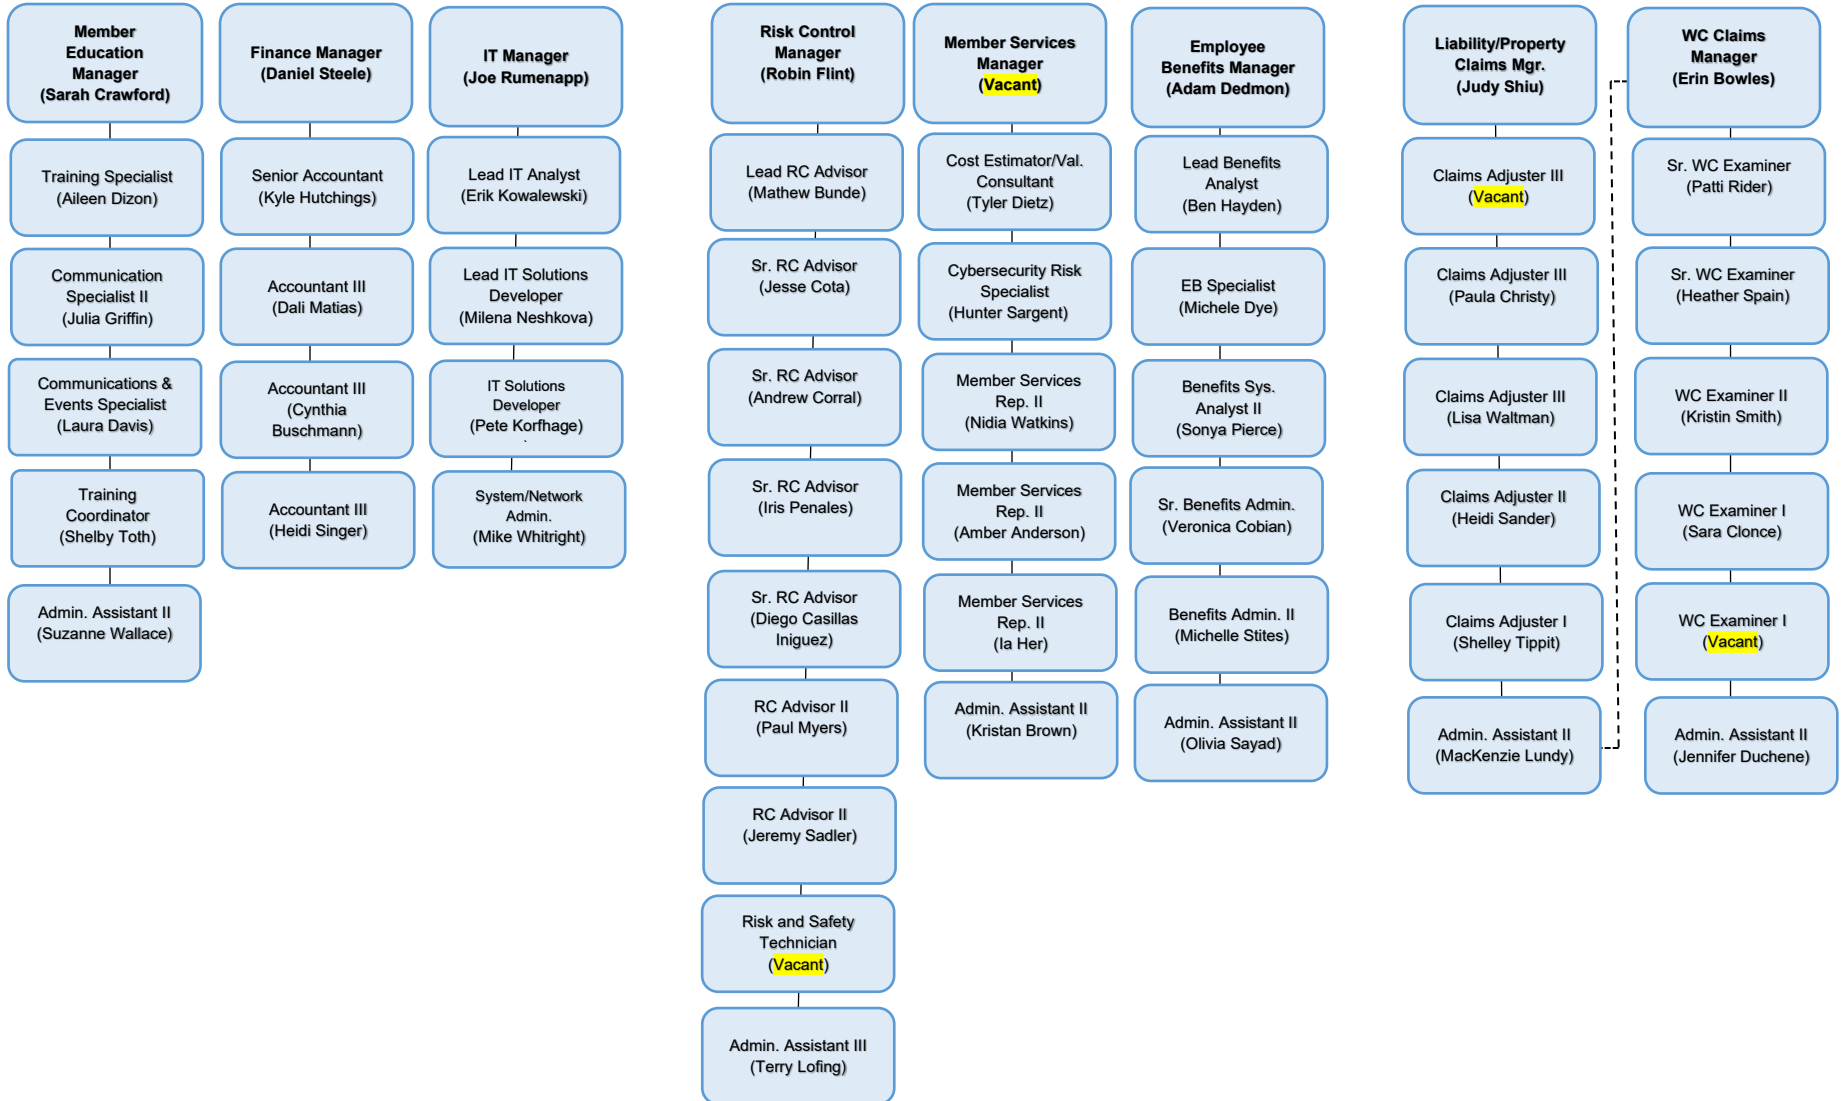 Member
Education
Manager
(Sarah Crawford)
Training Specialist
(Aileen Dizon)
Communication
Specialist II
(Julia Griffin)
Communications &
Events Specialist
(Laura Davis)
Training
Coordinator
(Shelby Toth)
Admin. Assistant II
(Suzanne Wallace)
Finance Manager
(Daniel Steele)
Senior Accountant
(Kyle Hutchings)
Accountant III
(Dali Matias)
Accountant III
(Cynthia
Buschmann)
Accountant III
(Heidi Singer)
IT Manager
(Joe Rumenapp)
Lead IT Analyst
(Erik Kowalewski)
Lead IT Solutions
Developer
(Milena Neshkova)
IT Solutions
Developer
(Pete Korfhage)
System/Network
Admin.
(Mike Whitright)
Risk Control
Manager
(Robin Flint)
Lead RC Advisor
(Mathew Bunde)
Sr. RC Advisor
(Jesse Cota)
Sr. RC Advisor
(Andrew Corral)
Sr. RC Advisor
(Iris Penales)
Sr. RC Advisor
(Diego Casillas
Iniguez)
RC Advisor II
(Paul Myers)
RC Advisor II
(Jeremy Sadler)
Risk and Safety
Technician
(Vacant)
Admin. Assistant III
(Terry Lofing)
Member Services
Manager
(Vacant)
Cost Estimator/Val.
Consultant
(Tyler Dietz)
Cybersecurity Risk
Specialist
(Hunter Sargent)
Member Services
Rep. II
(Nidia Watkins)
Member Services
Rep. II
(Amber Anderson)
Member Services
Rep. II
(Ia Her)
Admin. Assistant II
(Kristan Brown)
Employee
Benefits Manager
(Adam Dedmon)
Lead Benefits
Analyst
(Ben Hayden)
EB Specialist
(Michele Dye)
Benefits Sys.
Analyst II
(Sonya Pierce)
Sr. Benefits Admin.
(Veronica Cobian)
Benefits Admin. II
(Michelle Stites)
Admin. Assistant II
(Olivia Sayad)
Liability/Property
Claims Mgr.
(Judy Shiu)
Claims Adjuster III
(Vacant)
Claims Adjuster III
(Paula Christy)
Claims Adjuster III
(Lisa Waltman)
Claims Adjuster II
(Heidi Sander)
Claims Adjuster I
(Shelley Tippit)
Admin. Assistant II
(MacKenzie Lundy)
WC Claims
Manager
(Erin Bowles)
Sr. WC Examiner
(Patti Rider)
Sr. WC Examiner
(Heather Spain)
WC Examiner II
(Kristin Smith)
WC Examiner I
(Sara Clonce)
WC Examiner I
(Vacant)
Admin. Assistant II
(Jennifer Duchene)